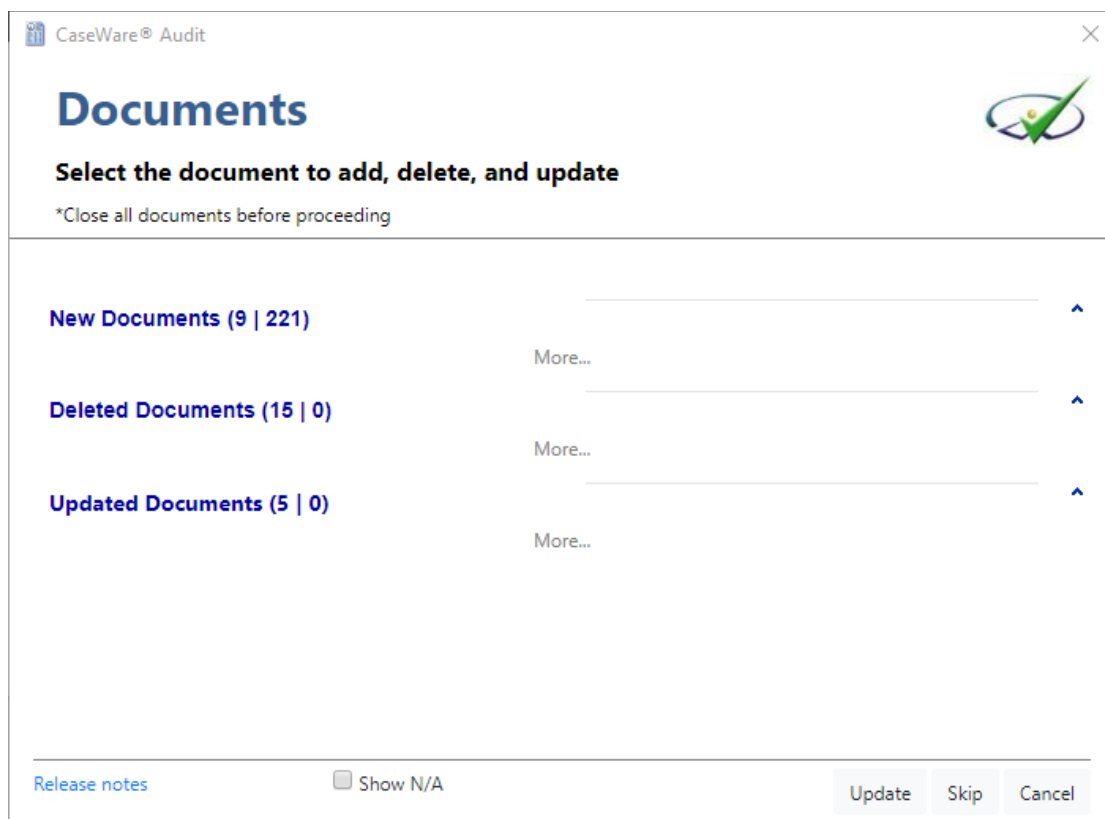 CaseWare® Audit
Documents
Select the document to add, delete, and update
*Close all documents before proceeding
New Documents (9 | 221)
More...
Deleted Documents (15 | 0)
More...
Updated Documents (5 | 0)
More...
Release notes
Show N/A
Update
Skip
Cancel